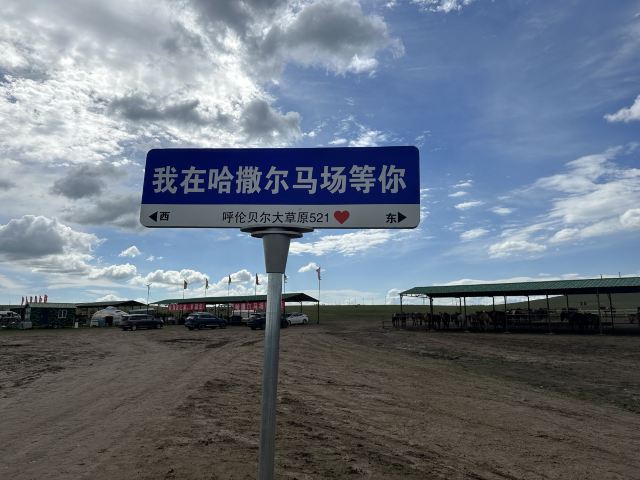 我在哈撒尔马场等你
◀西 呼伦贝尔大草原521❤ 东▶